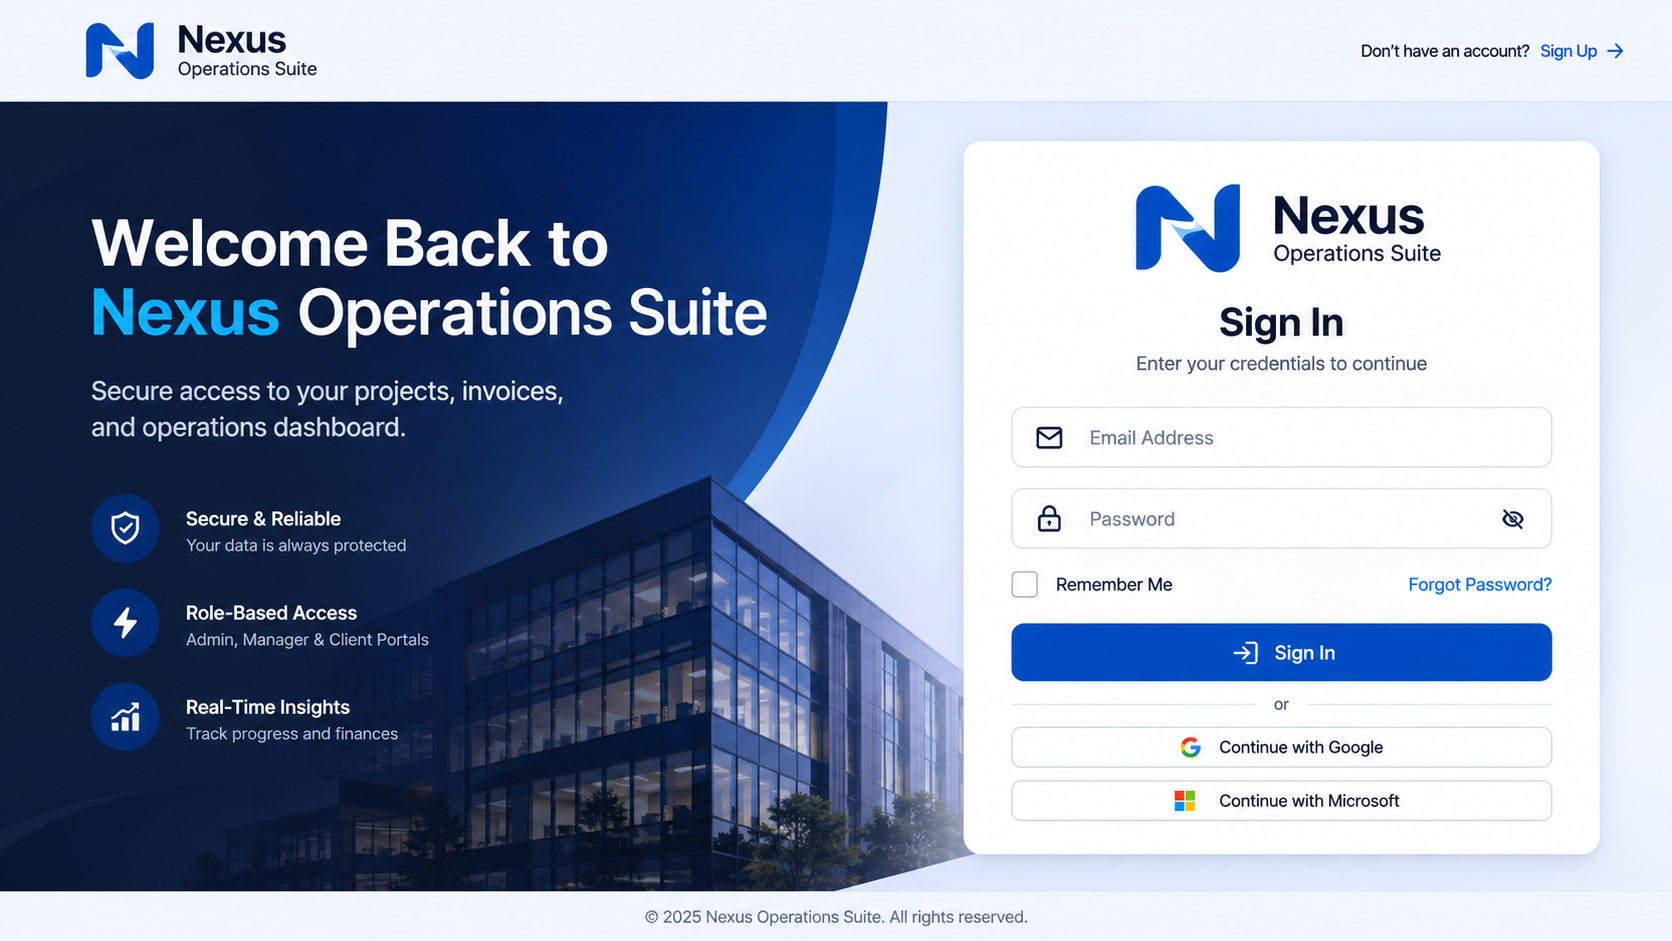 Nexus
Operations Suite
Don't have an account? Sign Up
Welcome Back to
Nexus Operations Suite
Secure access to your projects, invoices,
and operations dashboard.
Secure & Reliable
Your data is always protected
Role-Based Access
Admin, Manager & Client Portals
Real-Time Insights
Track progress and finances
Nexus
Operations Suite
Sign In
Enter your credentials to continue
Email Address
Password
Remember Me
Forgot Password?
Sign In
or
Continue with Google
Continue with Microsoft
© 2025 Nexus Operations Suite. All rights reserved.